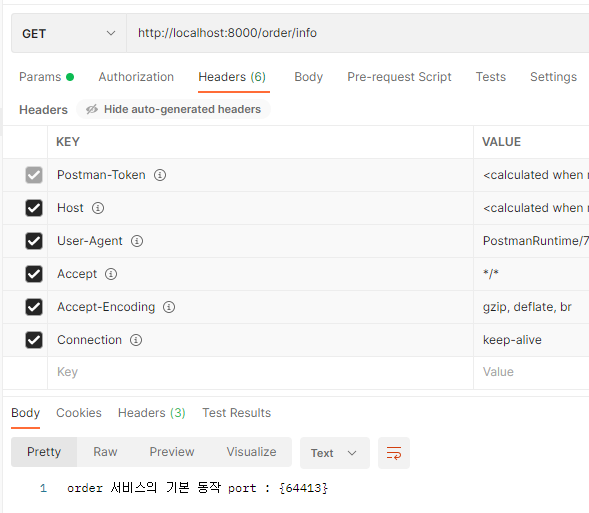 GET http://localhost:8000/order/info
Params Authorization Headers (6) Body Pre-request Script Tests Settings
Headers Hide auto-generated headers
KEY VALUE
Postman-Token <calculated when
Host <calculated when
User-Agent PostmanRuntime/7
Accept */*
Accept-Encoding gzip, deflate, br
Connection keep-alive
Key Value
Body Cookies Headers (3) Test Results
Pretty Raw Preview Visualize Text
1 order 서비스의 기본 동작 port : {64413}